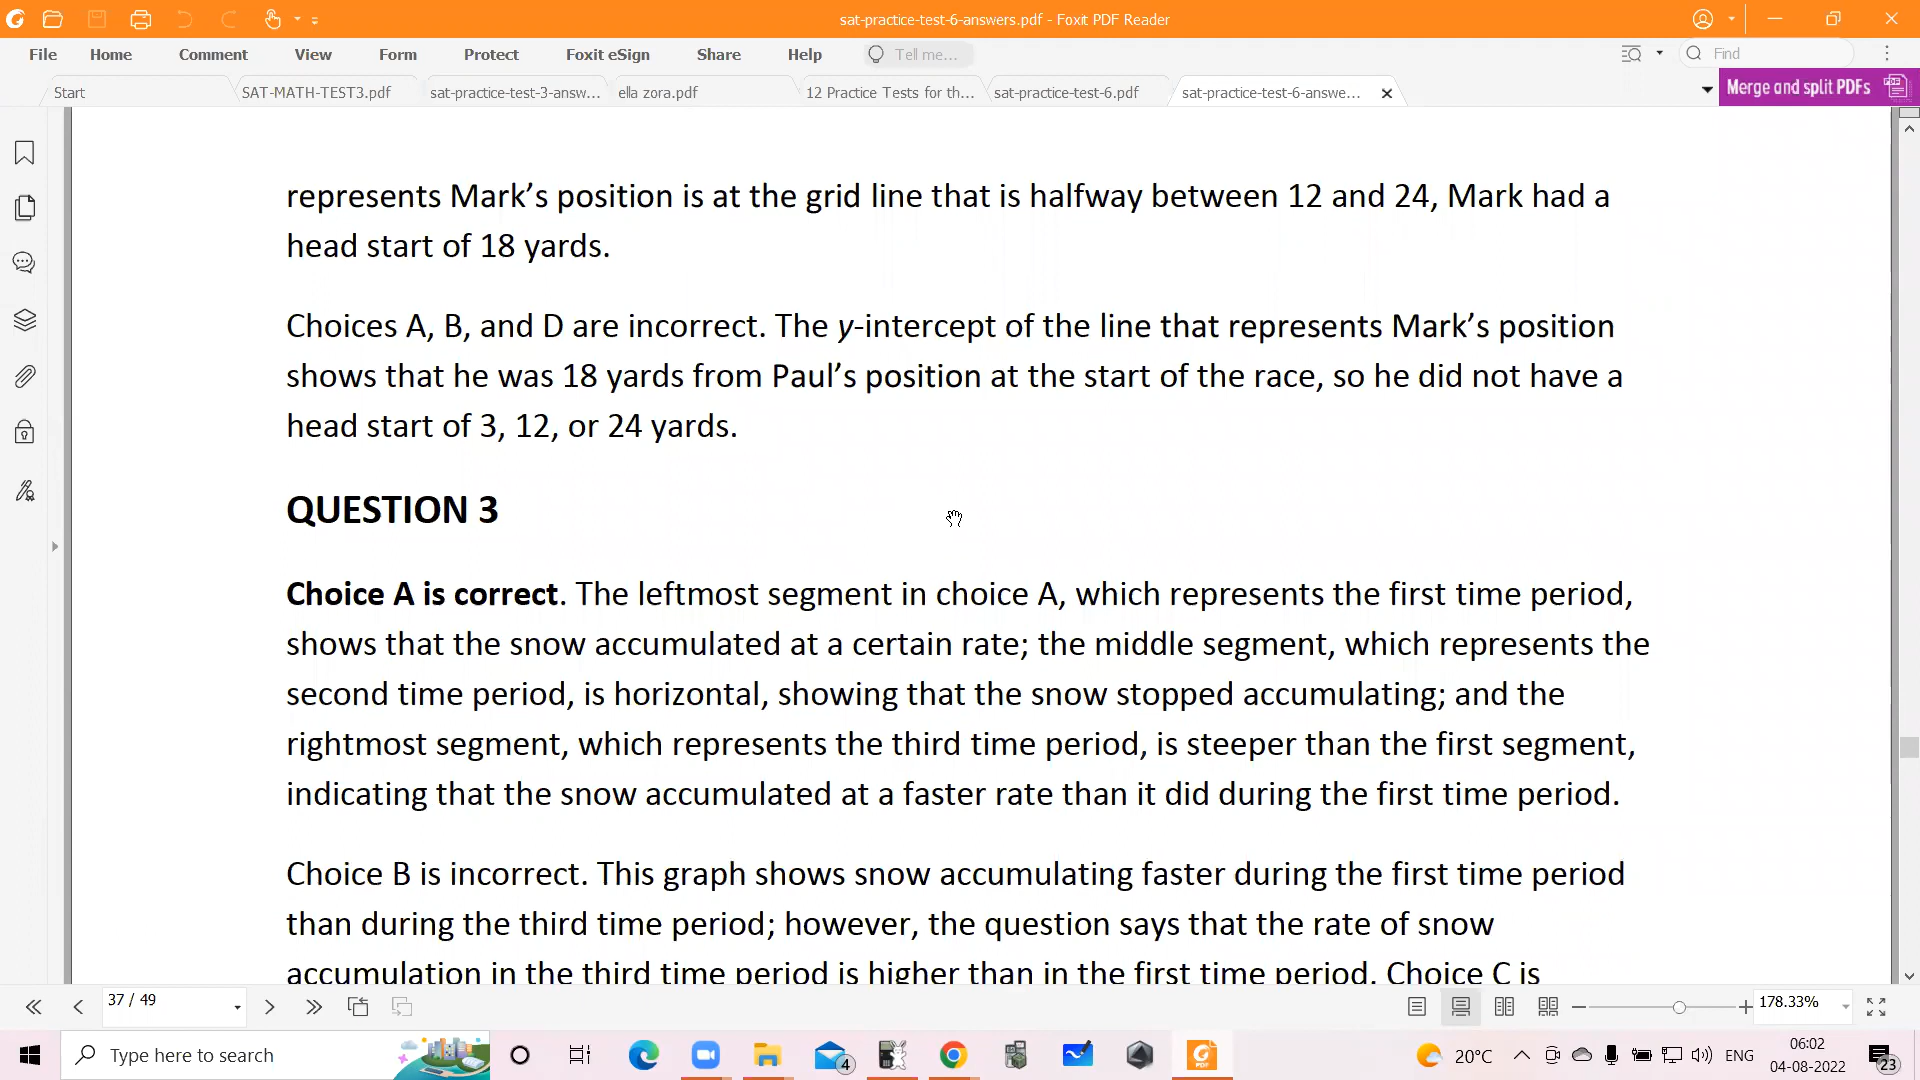 sat-practice-test-6-answers.pdf - Foxit PDF Reader
File Home Comment View Form Protect Foxit eSign Share Help Tell me... Find
Start SAT-MATH-TEST3.pdf sat-practice-test-3-answ... ella zora.pdf 12 Practice Tests for th... sat-practice-test-6.pdf sat-practice-test-6-answe... Merge and split PDFs
represents Mark’s position is at the grid line that is halfway between 12 and 24, Mark had a
head start of 18 yards.
Choices A, B, and D are incorrect. The y-intercept of the line that represents Mark’s position
shows that he was 18 yards from Paul’s position at the start of the race, so he did not have a
head start of 3, 12, or 24 yards.
QUESTION 3
Choice A is correct. The leftmost segment in choice A, which represents the first time period,
shows that the snow accumulated at a certain rate; the middle segment, which represents the
second time period, is horizontal, showing that the snow stopped accumulating; and the
rightmost segment, which represents the third time period, is steeper than the first segment,
indicating that the snow accumulated at a faster rate than it did during the first time period.
Choice B is incorrect. This graph shows snow accumulating faster during the first time period
than during the third time period; however, the question says that the rate of snow
accumulation in the third time period is higher than in the first time period. Choice C is
37 / 49 178.33%
Type here to search 4 20°C ENG 06:02
04-08-2022 23